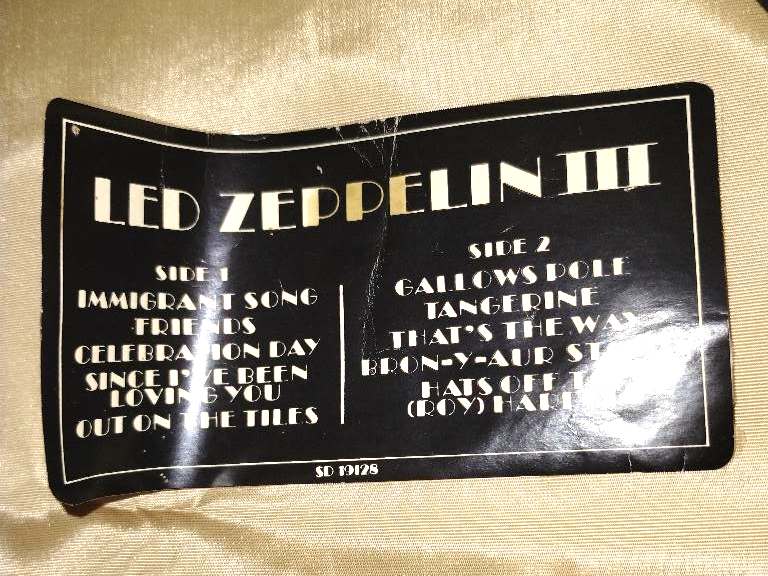 LED ZEPPELIN III
SIDE 1
IMMIGRANT SONG
FRIENDS
CELEBRATION DAY
SINCE I'VE BEEN
LOVING YOU
OUT ON THE TILES
SIDE 2
GALLOWS POLE
TANGERINE
THAT'S THE WAY
BRON-Y-AUR
HATS OFF
(ROY)
SD 19128